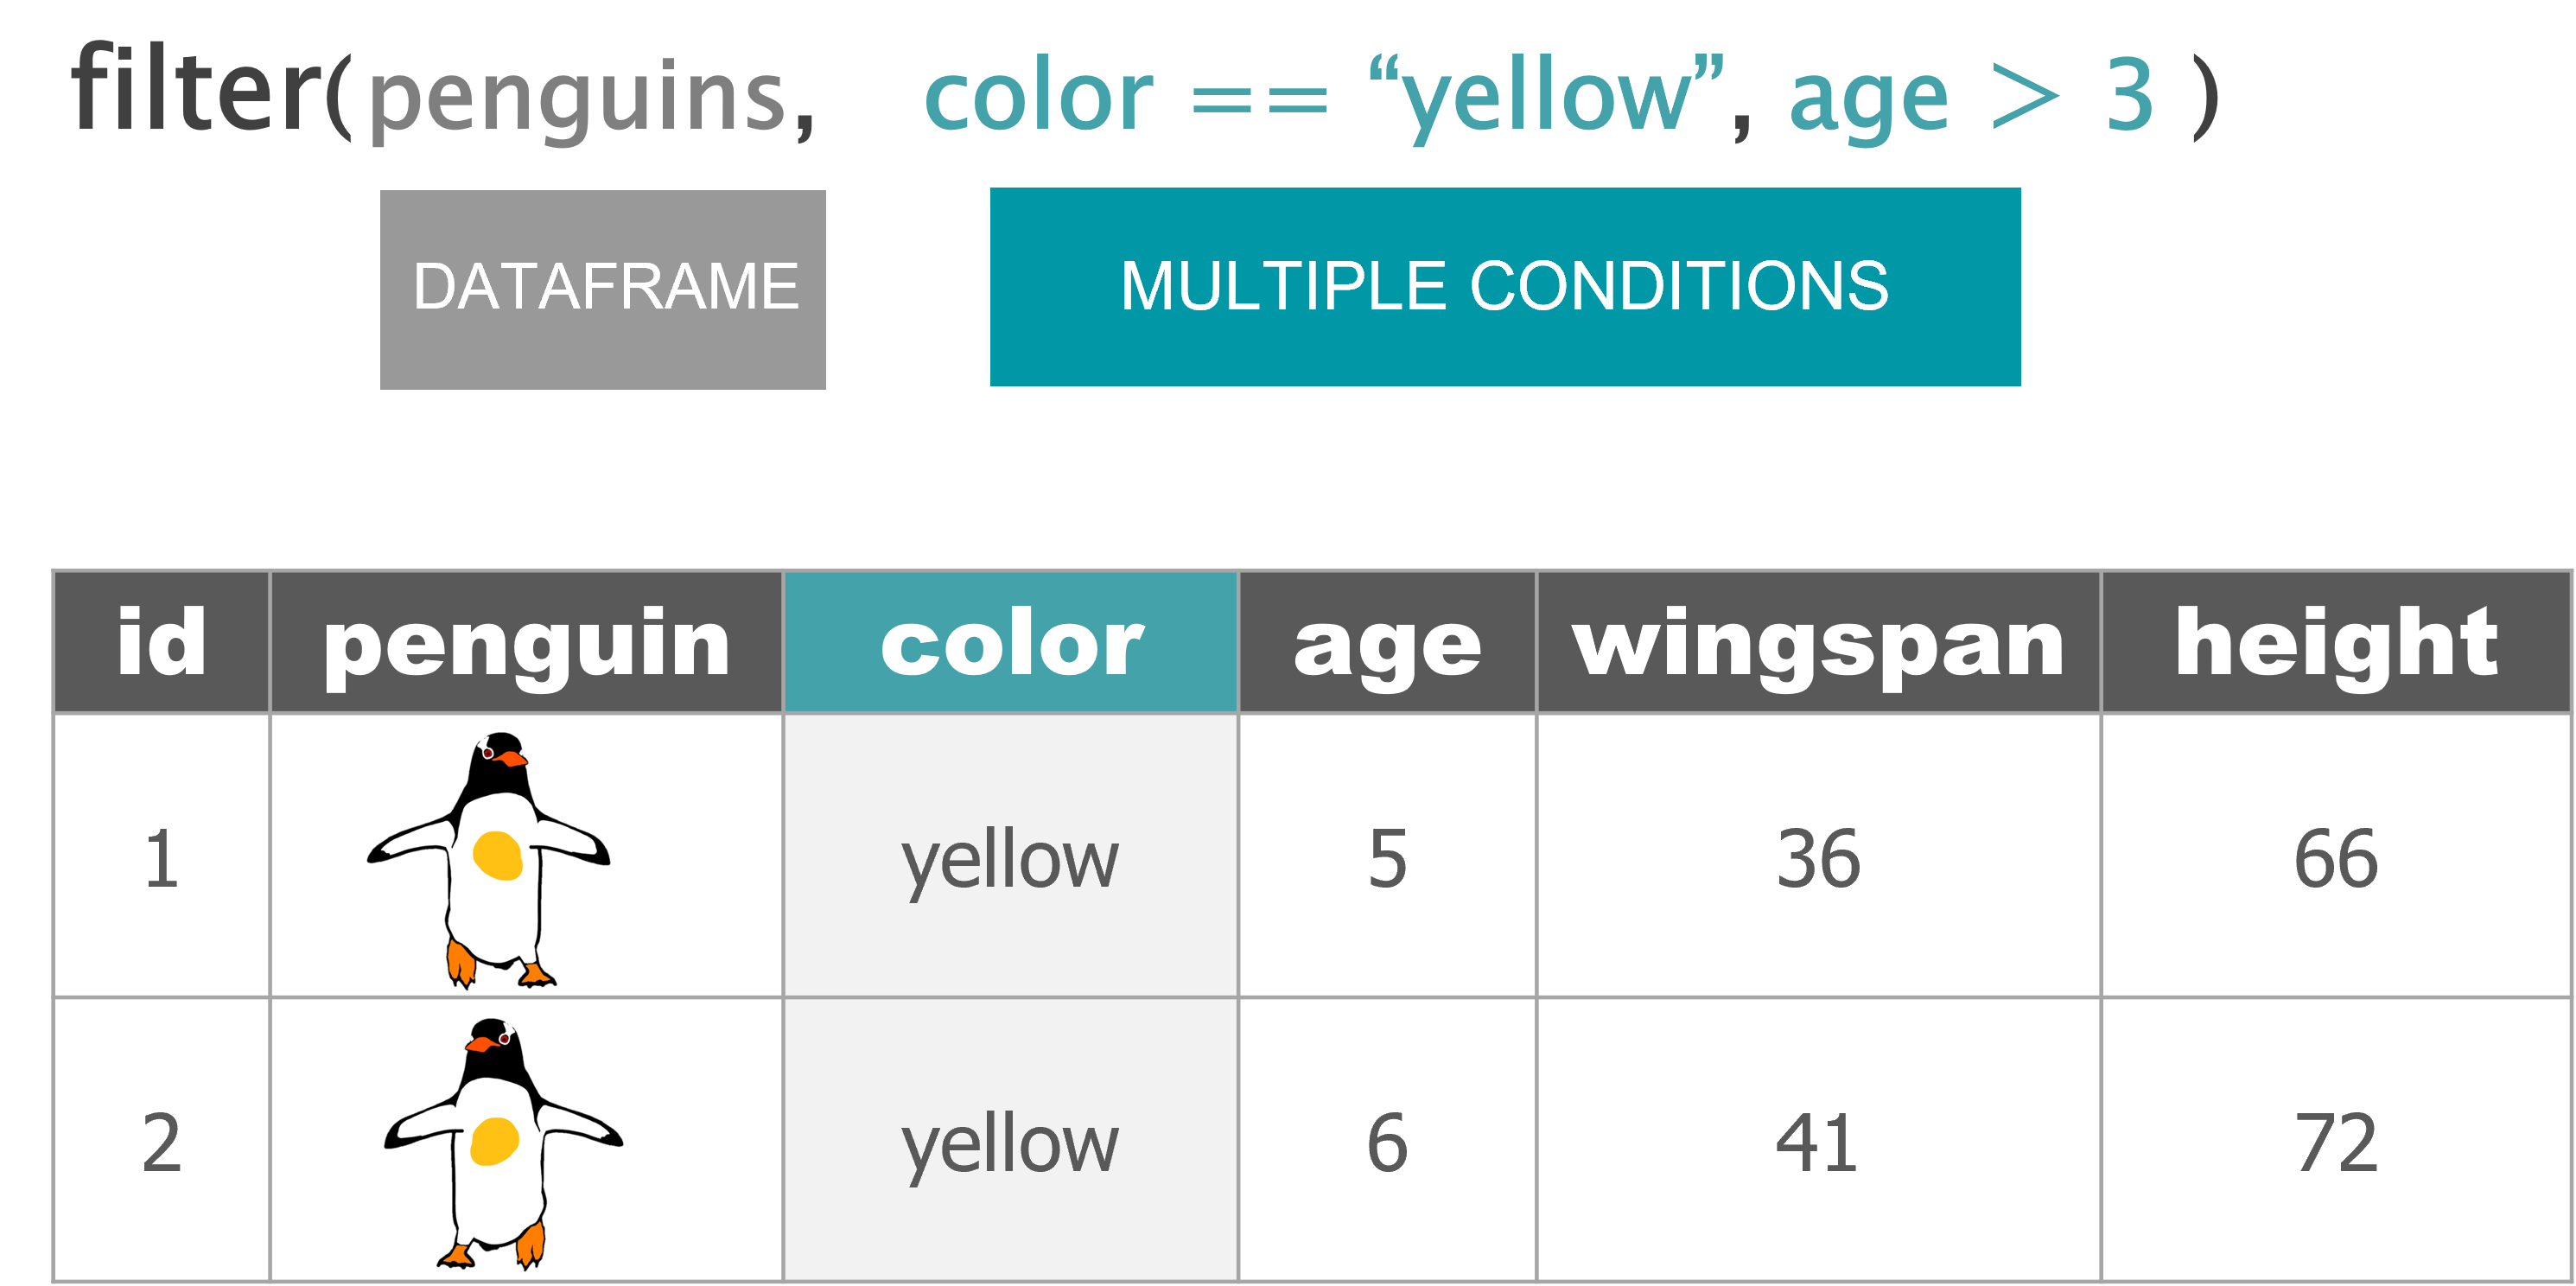 filter(penguins, color == “yellow”, age > 3 )
DATAFRAME MULTIPLE CONDITIONS
id penguin color age wingspan height
1 yellow 5 36 66
2 yellow 6 41 72